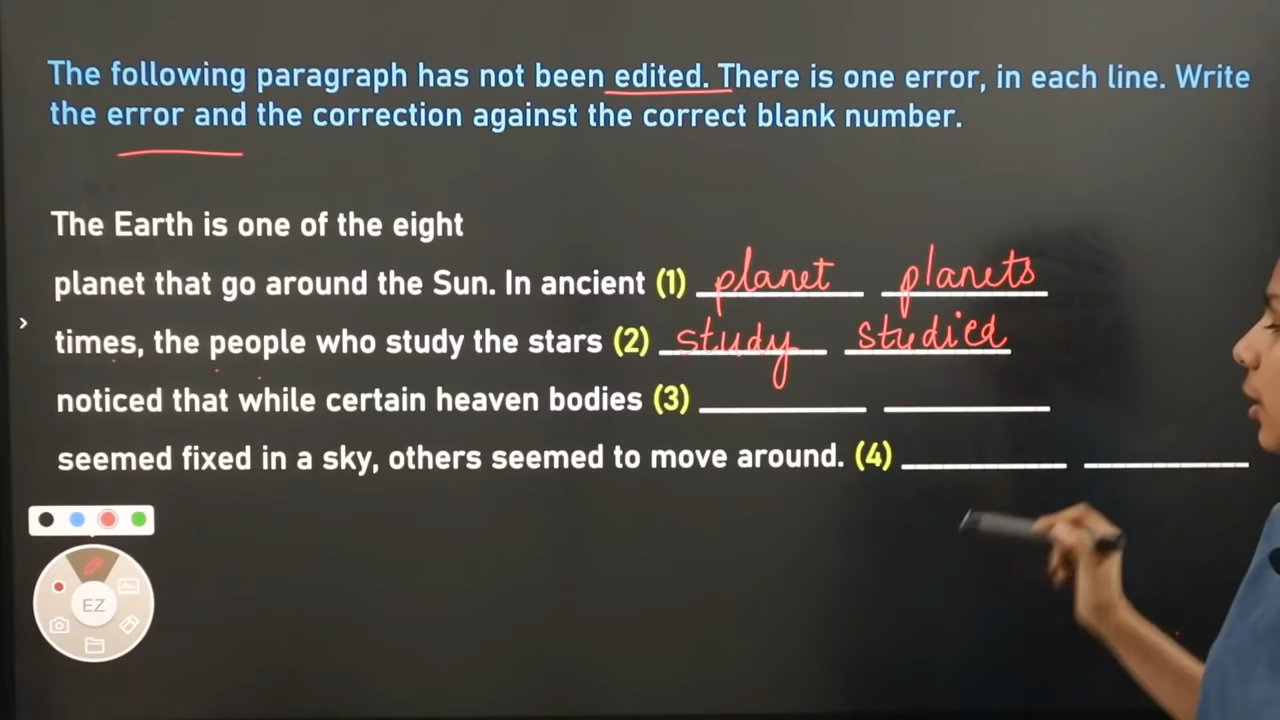 The following paragraph has not been edited. There is one error, in each line. Write
the error and the correction against the correct blank number.
The Earth is one of the eight
planet that go around the Sun. In ancient (1) planet planets
times, the people who study the stars (2) study studied
noticed that while certain heaven bodies (3)
seemed fixed in a sky, others seemed to move around. (4)
EZ